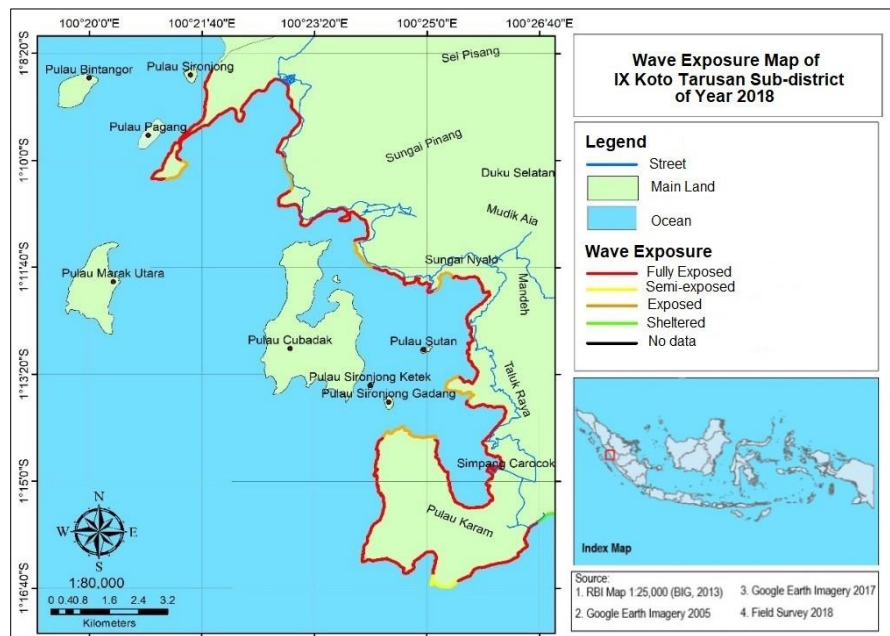 100°20'0"E 100°21'40"E 100°23'20"E 100°25'0"E 100°26'40"E
1°8'20"S
1°10'0"S
1°11'40"S
1°13'20"S
1°15'0"S
1°16'40"S
Pulau Bintangor
Pulau Sironjong
Sei Pisang
Pulau Pagang
Sungai Pinang
Duku Selatan
Mudik Aia
Sungai Nyalo
Pulau Marak Utara
Mandeh
Pulau Cubadak
Pulau Sutan
Pulau Sironjong Ketek
Pulau Sironjong Gadang
Taluk Raya
Simpang Carocok
Pulau Karam
N
W E
S
1:80,000
0 0.4 0.8 1.6 2.4 3.2
Kilometers
Wave Exposure Map of
IX Koto Tarusan Sub-district
of Year 2018
Legend
Street
Main Land
Ocean
Wave Exposure
Fully Exposed
Semi-exposed
Exposed
Sheltered
No data
Index Map
Source:
1. RBI Map 1:25,000 (BIG, 2013)
2. Google Earth Imagery 2005
3. Google Earth Imagery 2017
4. Field Survey 2018